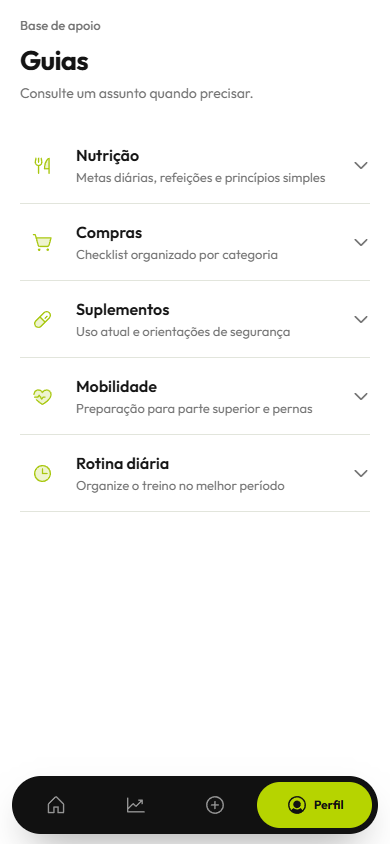 Base de apoio
Guias
Consulte um assunto quando precisar.
Nutrição
Metas diárias, refeições e princípios simples
Compras
Checklist organizado por categoria
Suplementos
Uso atual e orientações de segurança
Mobilidade
Preparação para parte superior e pernas
Rotina diária
Organize o treino no melhor período
Perfil